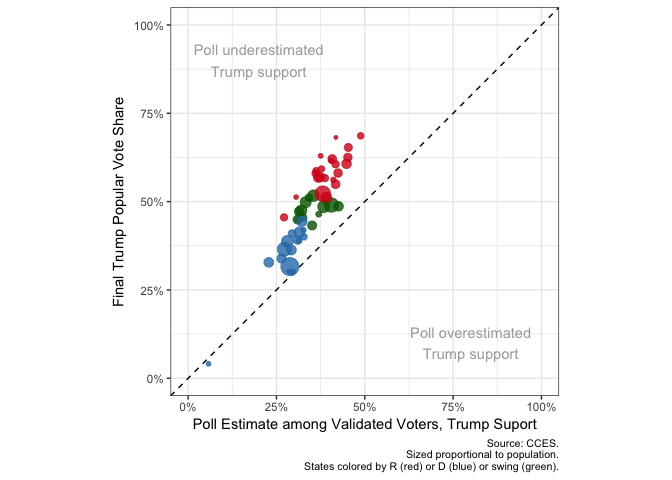 100%
75%
50%
25%
0%
Final Trump Popular Vote Share
Poll underestimated
Trump support
Poll overestimated
Trump support
0%
25%
50%
75%
100%
Poll Estimate among Validated Voters, Trump Suport
Source: CCES.
Sized proportional to population.
States colored by R (red) or D (blue) or swing (green).